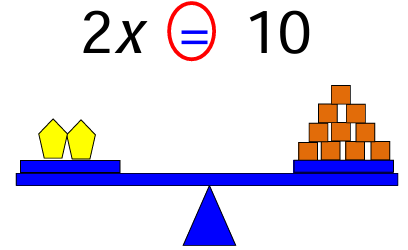 2x = 10